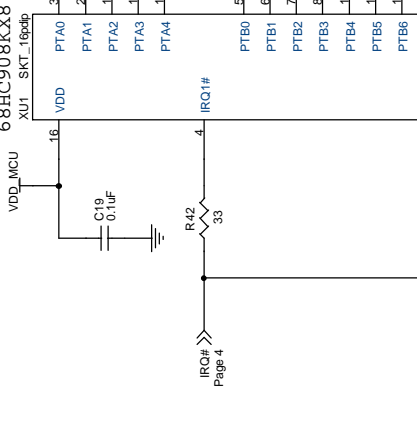 68HC908KX8
SKT_16pdip
XU1
PTA0
PTA1
PTA2
PTA3
PTA4
PTB0
PTB1
PTB2
PTB3
PTB4
PTB5
PTB6
VDD
IRQ1#
16
4
VDD_MCU
C19
0.1uF
R42
33
IRQ#
Page 4